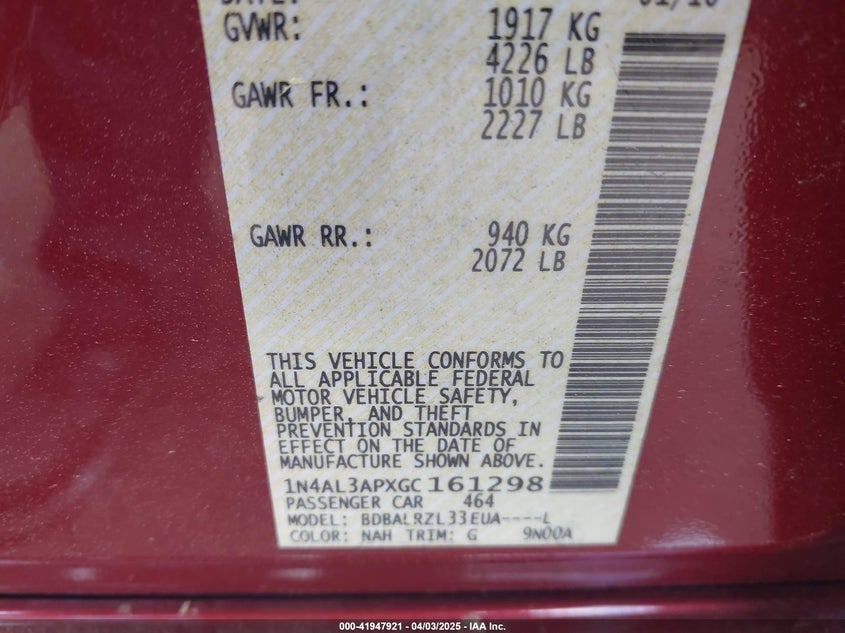 DATE: 01/16
GVWR: 1917 KG
4226 LB
GAWR FR.: 1010 KG
2227 LB
GAWR RR.: 940 KG
2072 LB
THIS VEHICLE CONFORMS TO
ALL APPLICABLE FEDERAL
MOTOR VEHICLE SAFETY,
BUMPER, AND THEFT
PREVENTION STANDARDS IN
EFFECT ON THE DATE OF
MANUFACTURE SHOWN ABOVE.
1N4AL3APXGC161298
PASSENGER CAR 464
MODEL: BDBALRZL33EUA----L
COLOR: NAH TRIM: G 9N00A
000-41947921 | 04/03/2025 - IAA Inc.